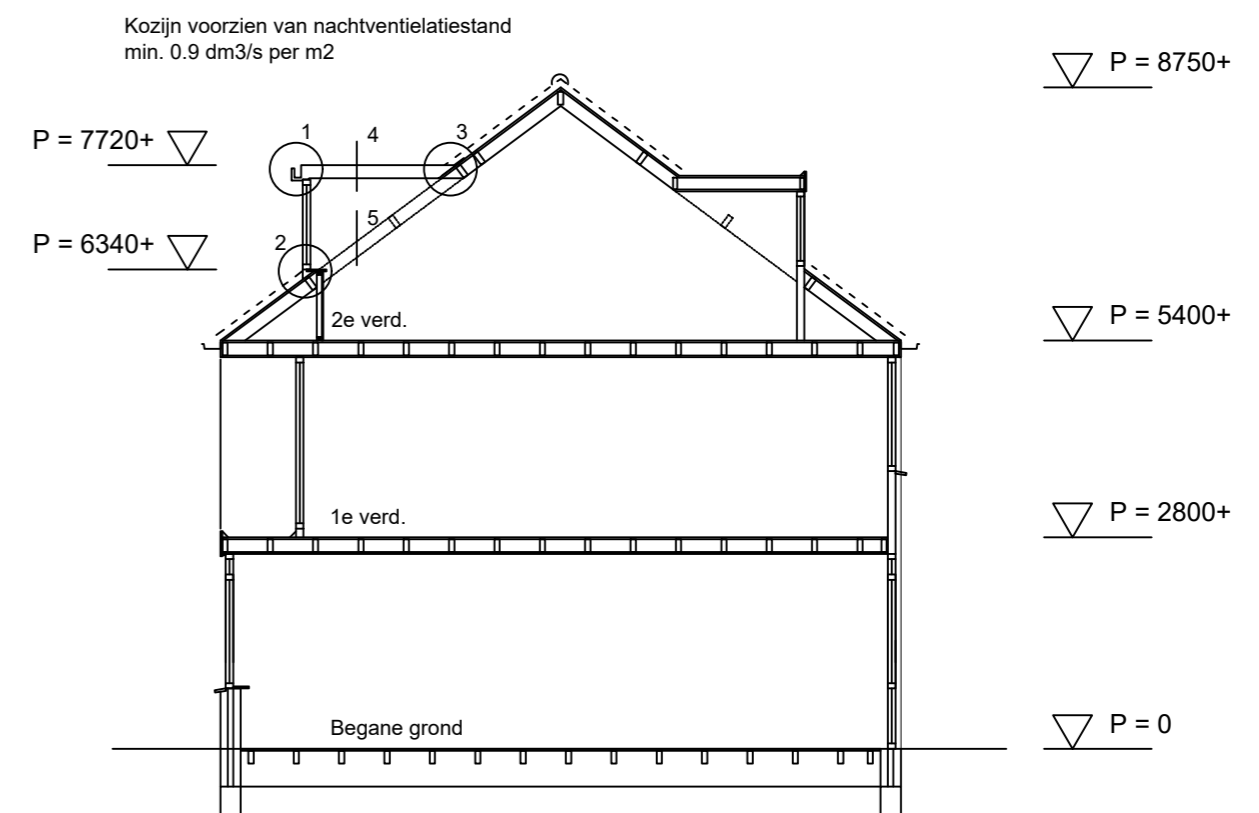 Kozijn voorzien van nachtventilatiestand
min. 0.9 dm3/s per m2
P = 8750+
P = 7720+
1
4
3
P = 6340+
2
5
2e verd.
P = 5400+
1e verd.
P = 2800+
Begane grond
P = 0